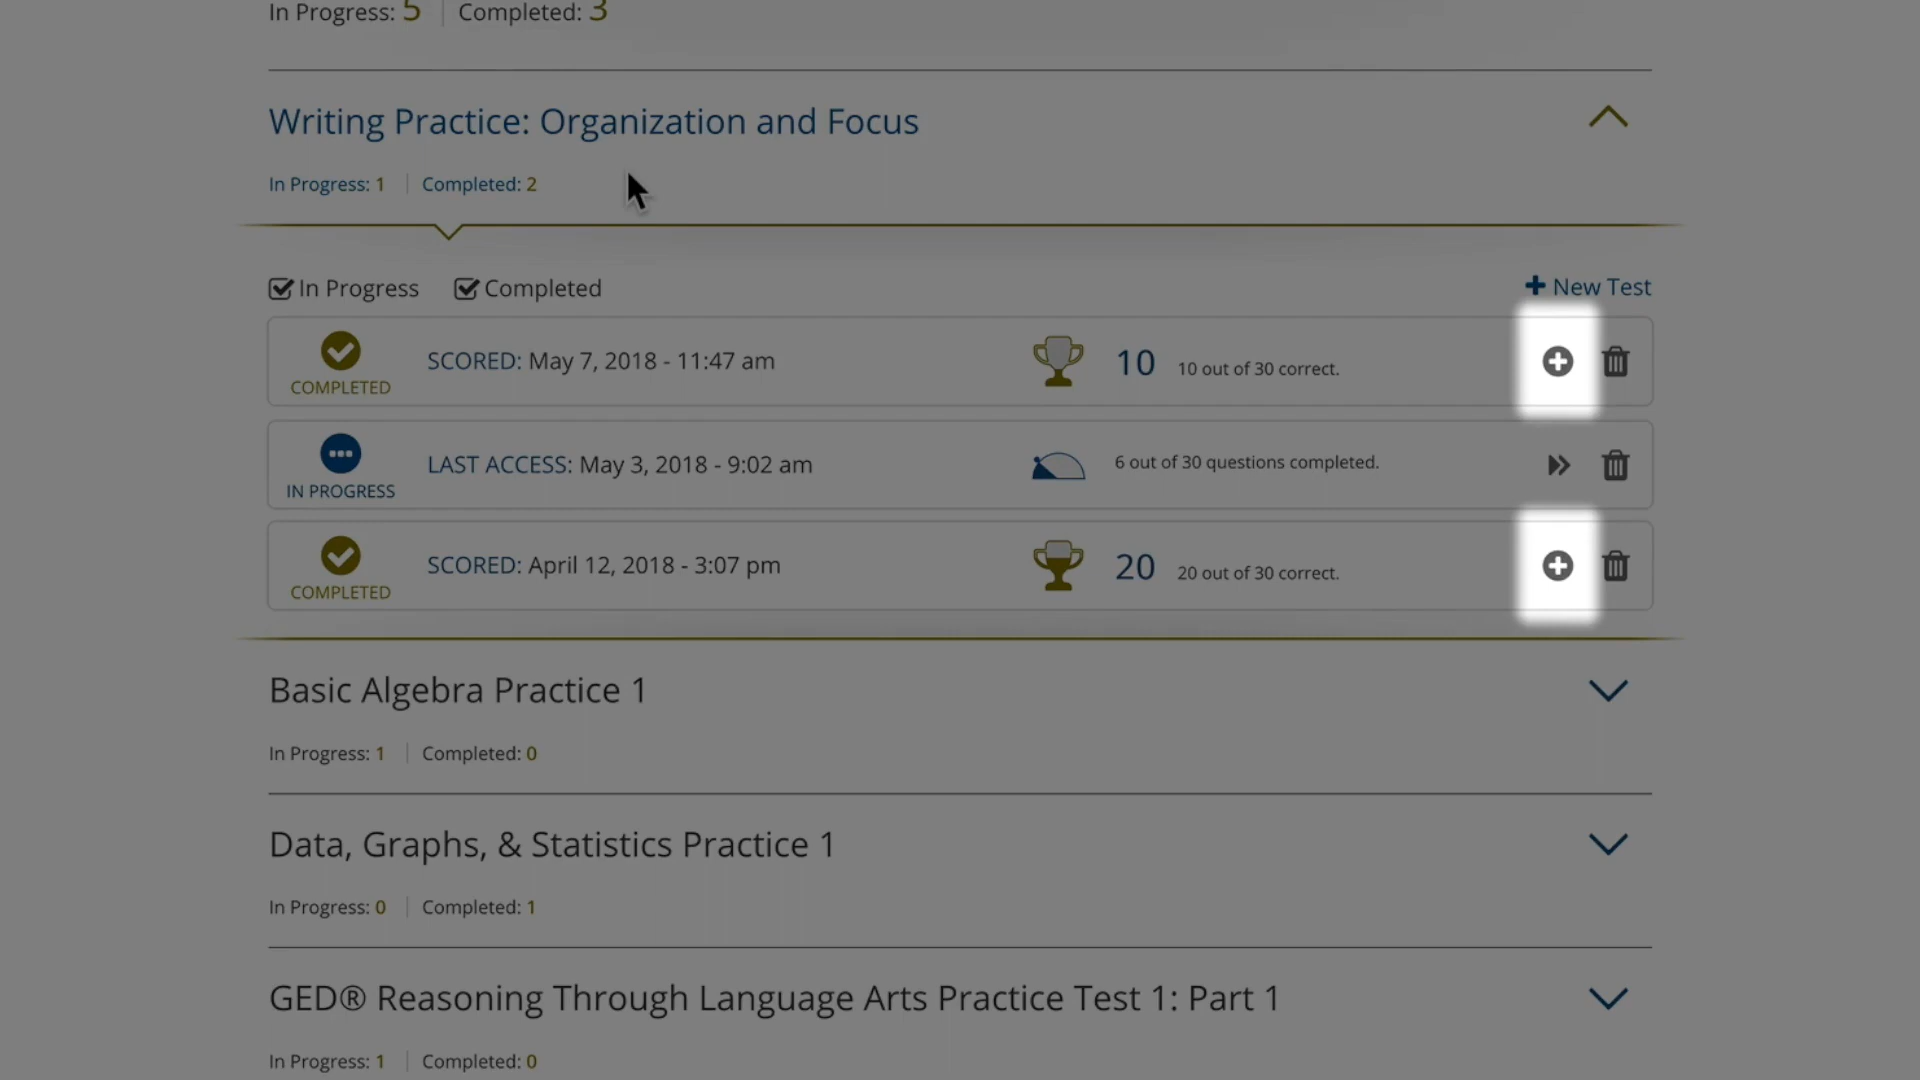 In Progress: 5 Completed: 3
Writing Practice: Organization and Focus
In Progress: 1 Completed: 2
In Progress Completed + New Test
COMPLETED SCORED: May 7, 2018 - 11:47 am 10 10 out of 30 correct.
IN PROGRESS LAST ACCESS: May 3, 2018 - 9:02 am 6 out of 30 questions completed.
COMPLETED SCORED: April 12, 2018 - 3:07 pm 20 20 out of 30 correct.
Basic Algebra Practice 1
In Progress: 1 Completed: 0
Data, Graphs, & Statistics Practice 1
In Progress: 0 Completed: 1
GED® Reasoning Through Language Arts Practice Test 1: Part 1
In Progress: 1 Completed: 0